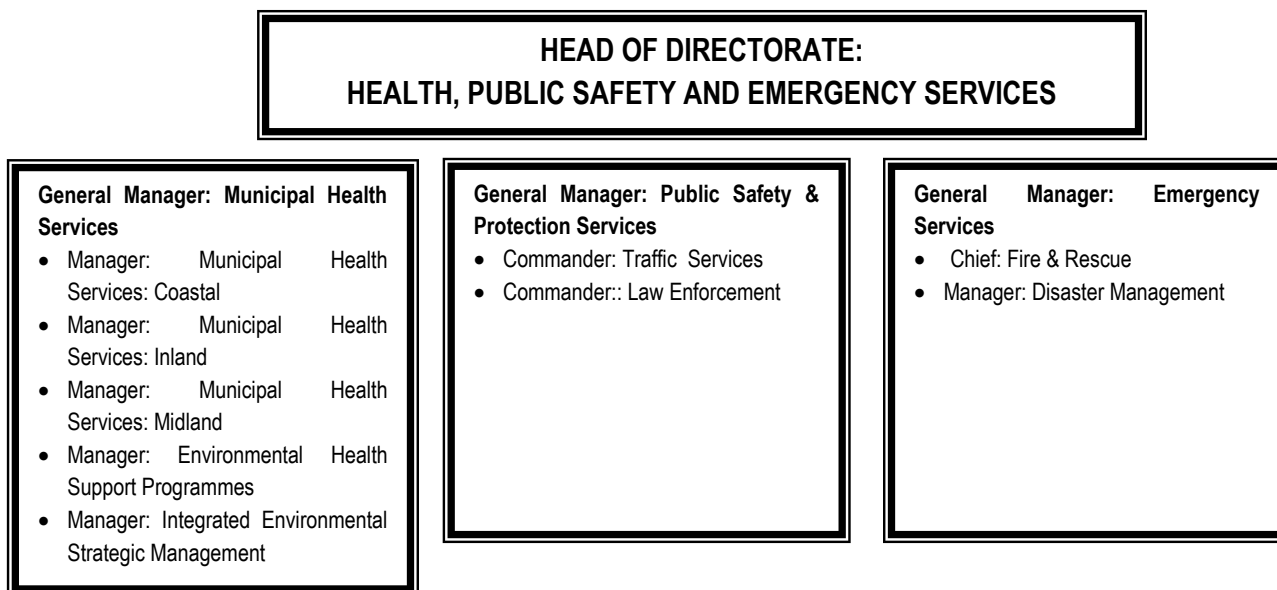 HEAD OF DIRECTORATE:
HEALTH, PUBLIC SAFETY AND EMERGENCY SERVICES
General Manager: Municipal Health
Services
• Manager: Municipal Health
Services: Coastal
• Manager: Municipal Health
Services: Inland
• Manager: Municipal Health
Services: Midland
• Manager: Environmental Health
Support Programmes
• Manager: Integrated Environmental
Strategic Management
General Manager: Public Safety &
Protection Services
• Commander: Traffic Services
• Commander:: Law Enforcement
General Manager: Emergency
Services
• Chief: Fire & Rescue
• Manager: Disaster Management